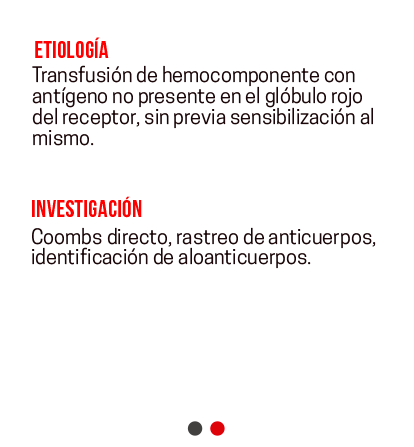 ETIOLOGÍA
Transfusión de hemocomponente con
antígeno no presente en el glóbulo rojo
del receptor, sin previa sensibilización al
mismo.
INVESTIGACIÓN
Coombs directo, rastreo de anticuerpos,
identificación de aloanticuerpos.